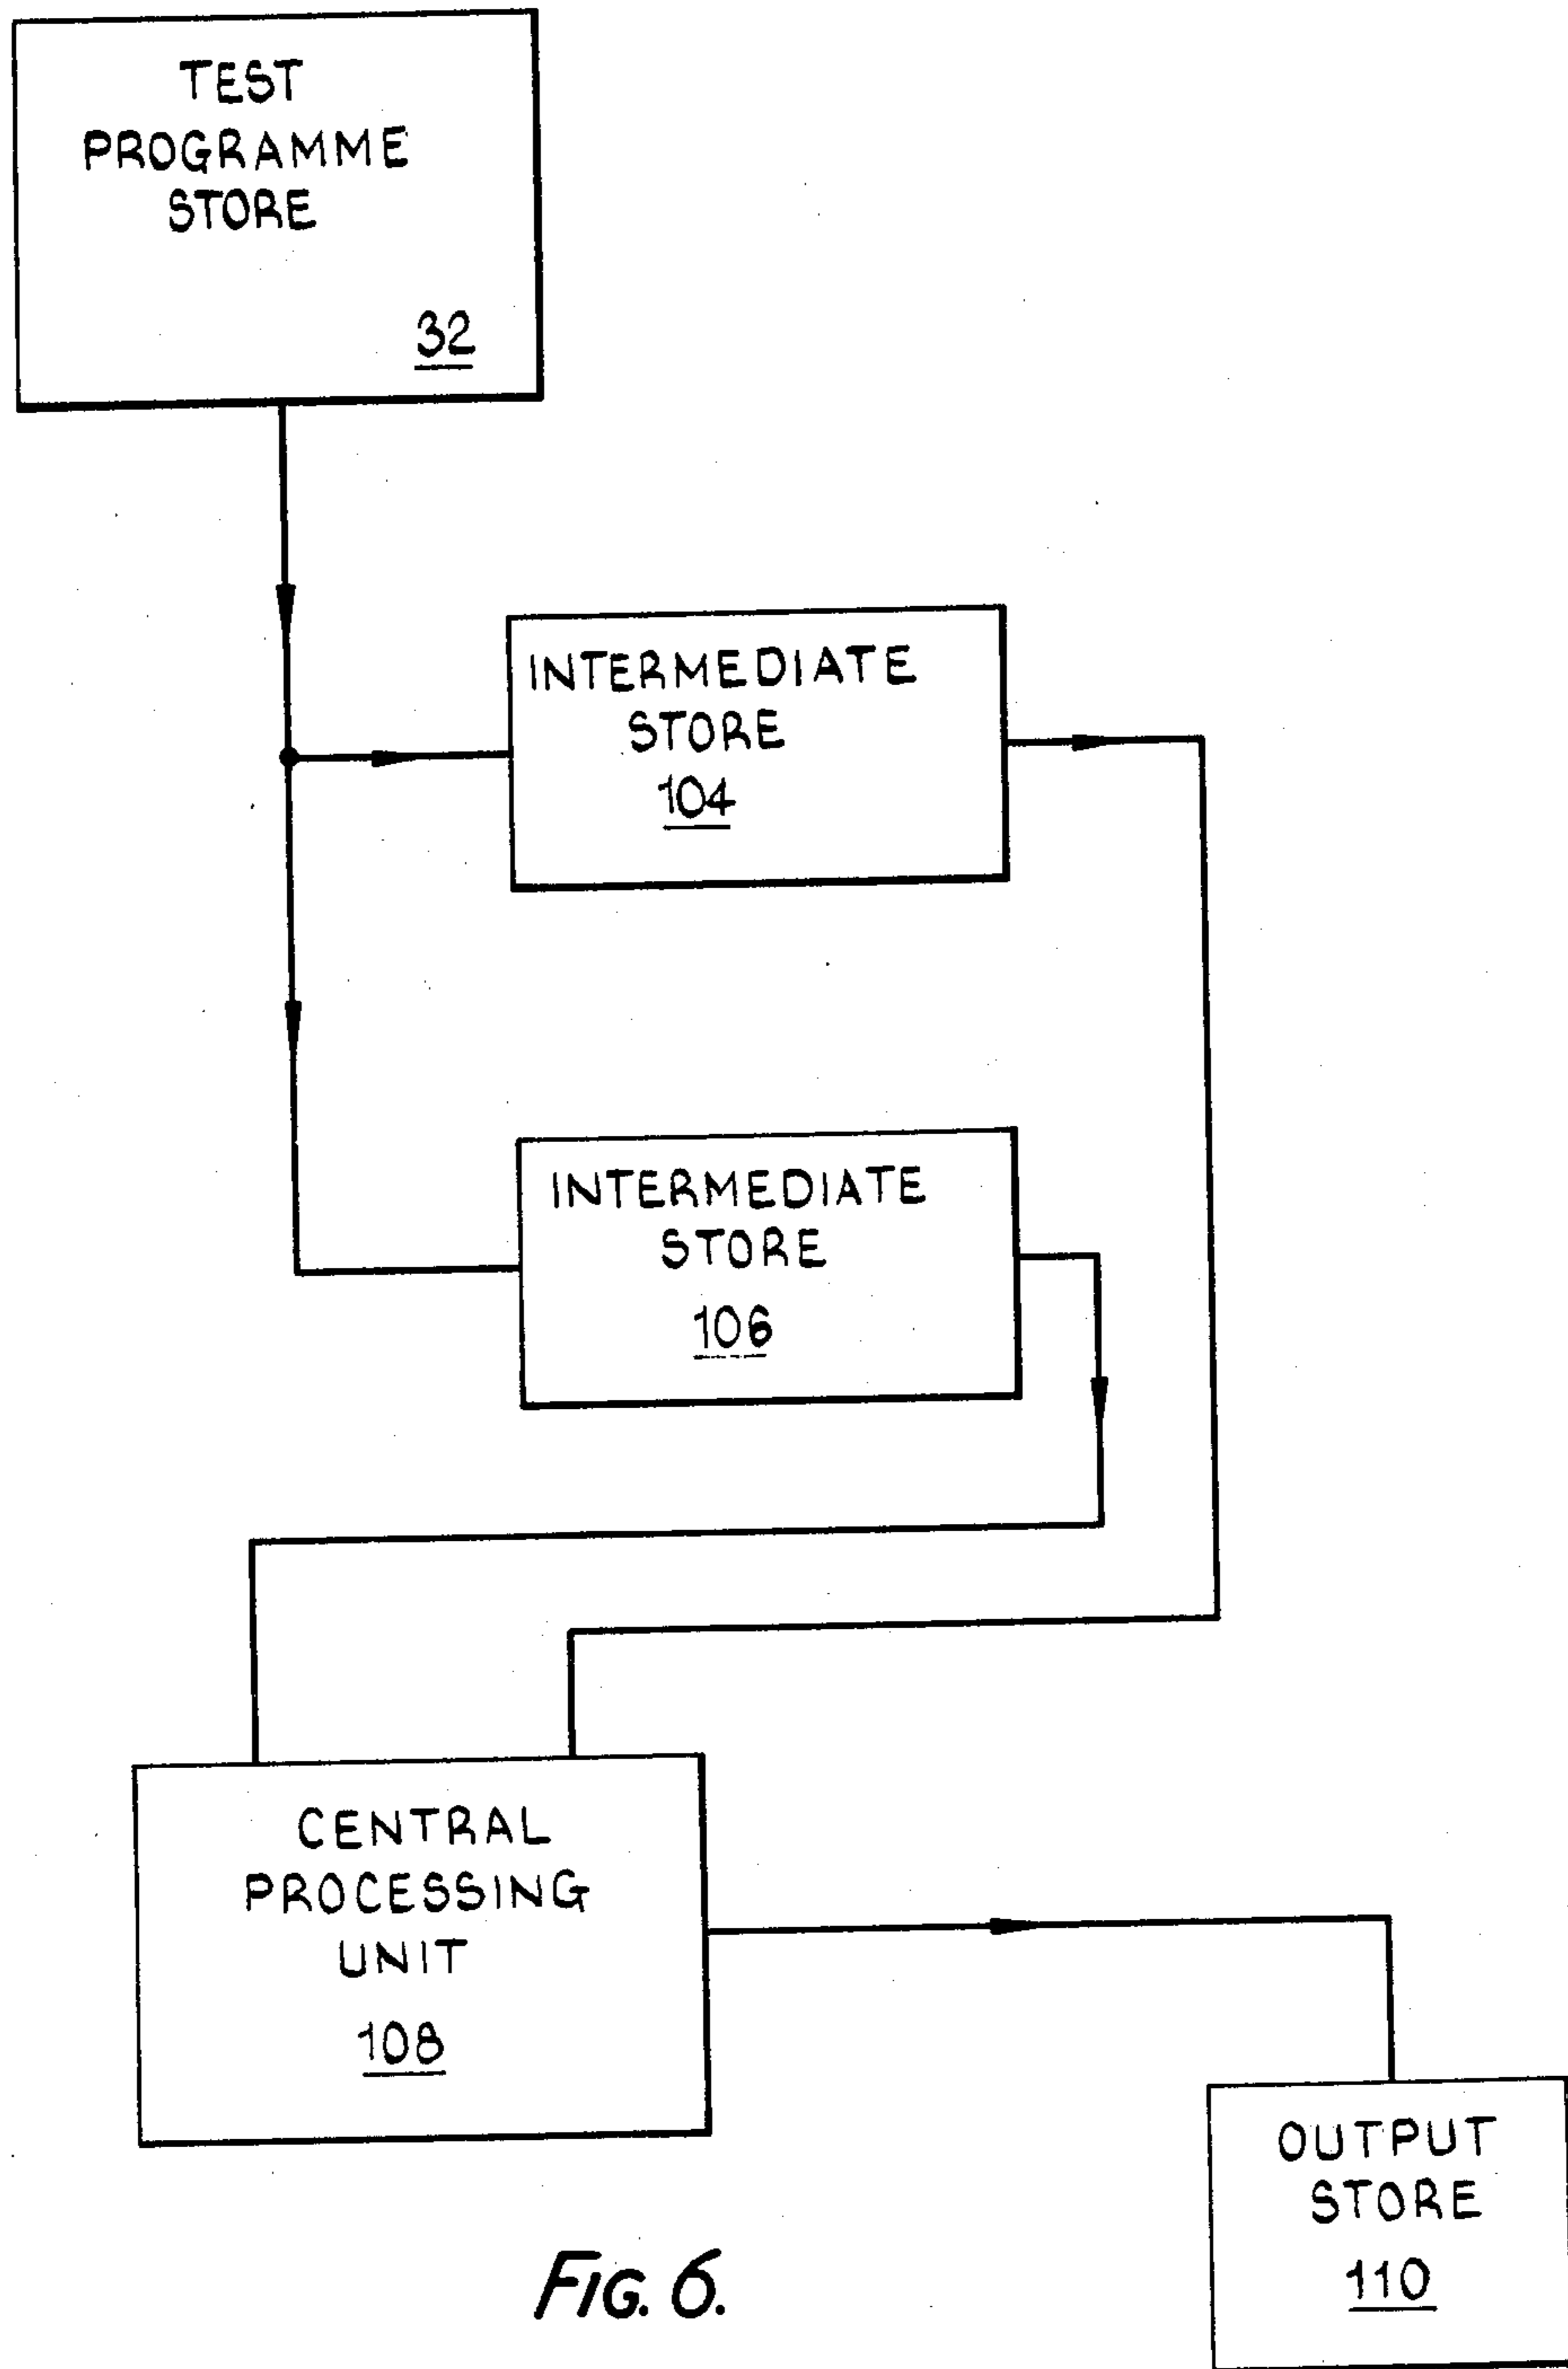 TEST
PROGRAMME
STORE
32
INTERMEDIATE
STORE
104
INTERMEDIATE
STORE
106
CENTRAL
PROCESSING
UNIT
108
OUTPUT
STORE
110
FIG. 6.